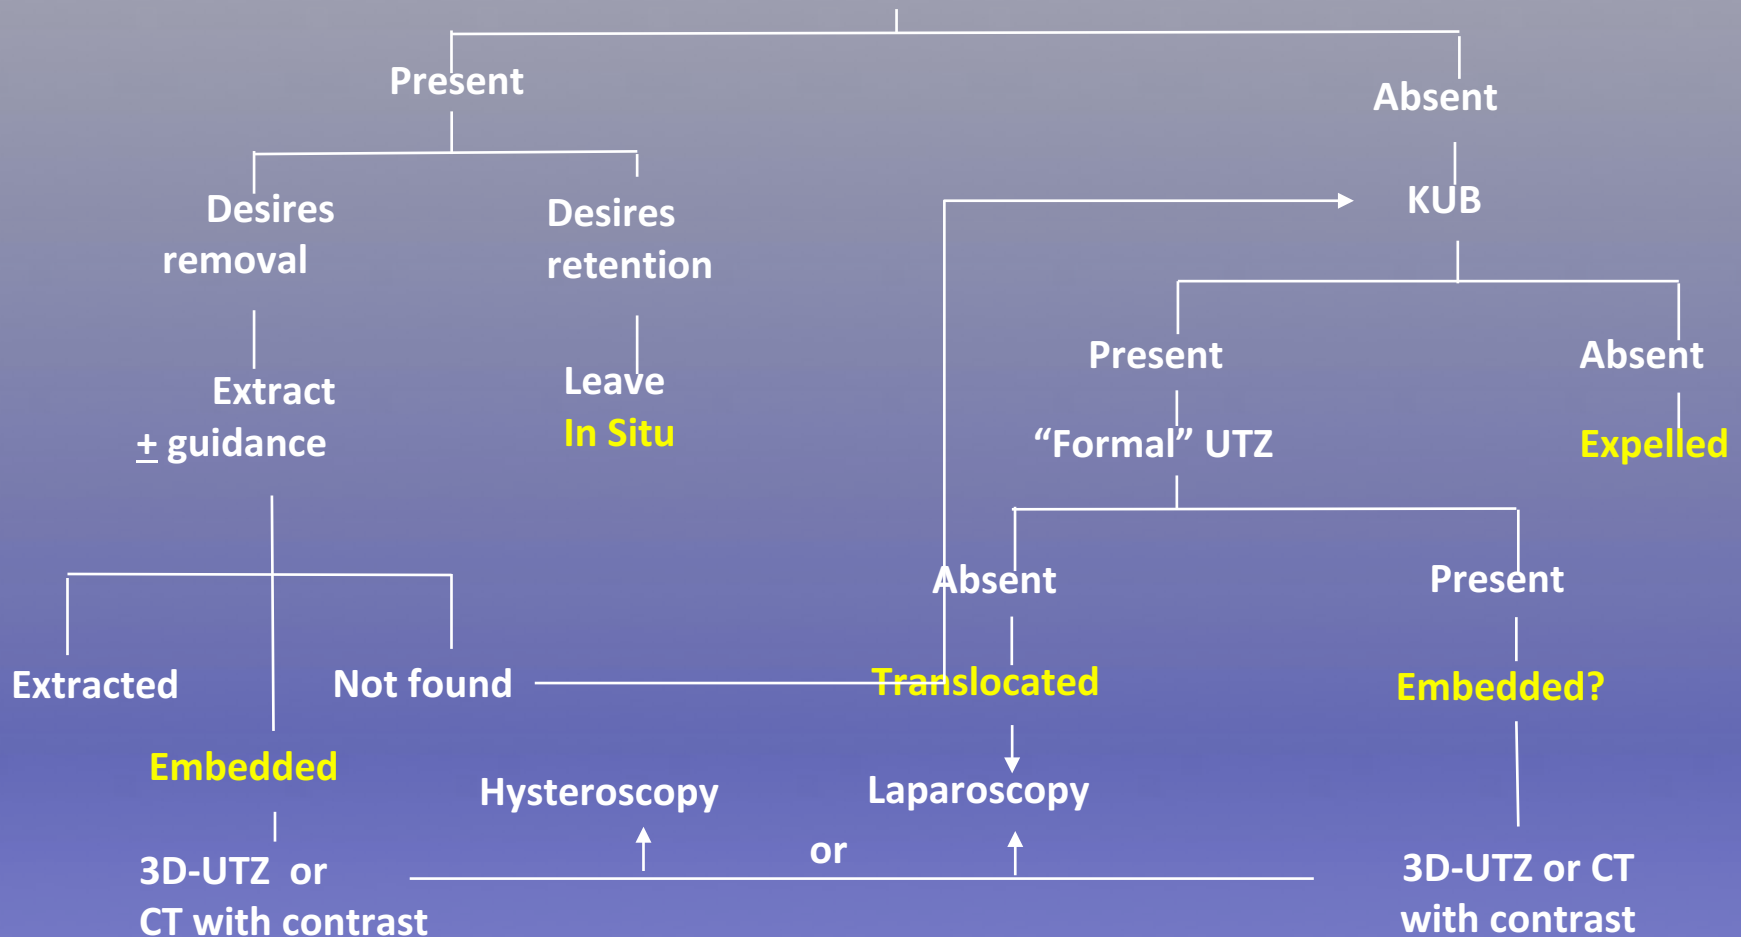 Present
Absent
Desires
removal
Desires
retention
KUB
Extract
± guidance
Leave
In Situ
Present
Absent
“Formal” UTZ
Expelled
Absent
Present
Extracted
Not found
Translocated
Embedded?
Embedded
Hysteroscopy
Laparoscopy
or
3D-UTZ or
CT with contrast
3D-UTZ or CT
with contrast